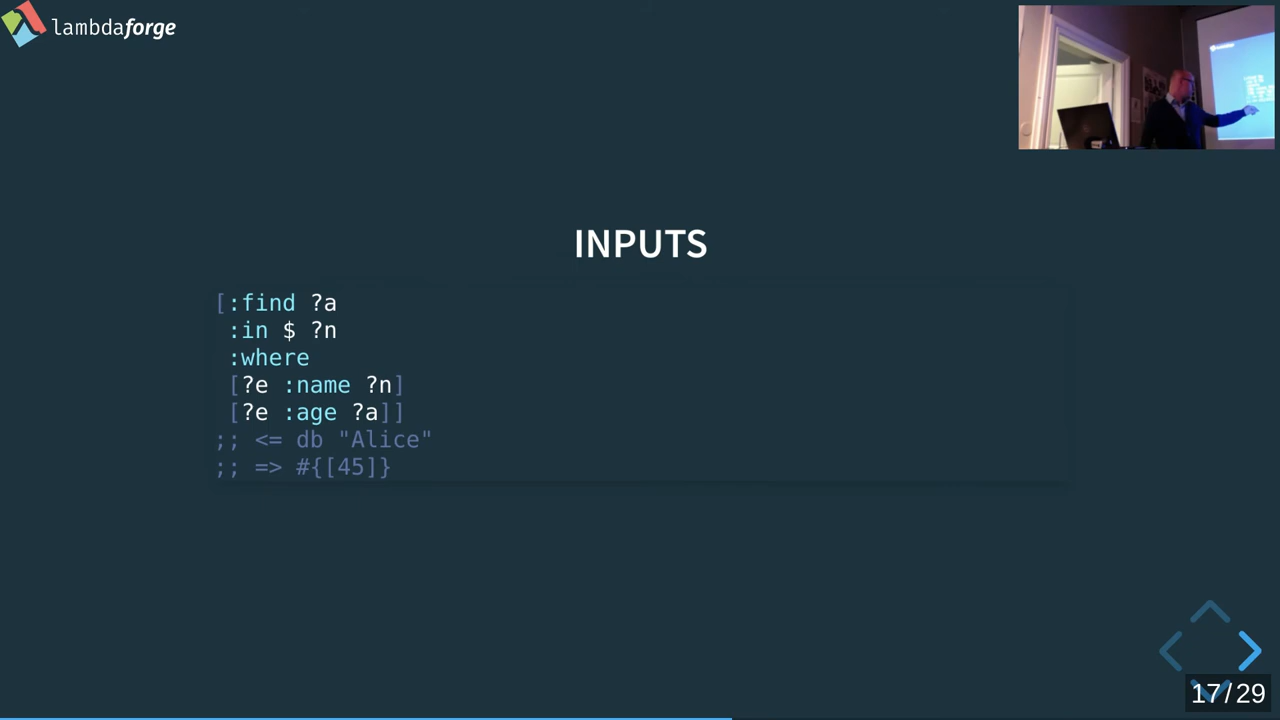 lambdaforge
INPUTS
[:find ?a
:in $ ?n
:where
[?e :name ?n]
[?e :age ?a]]
;; <= db "Alice"
;; => #{[45]}
17/29